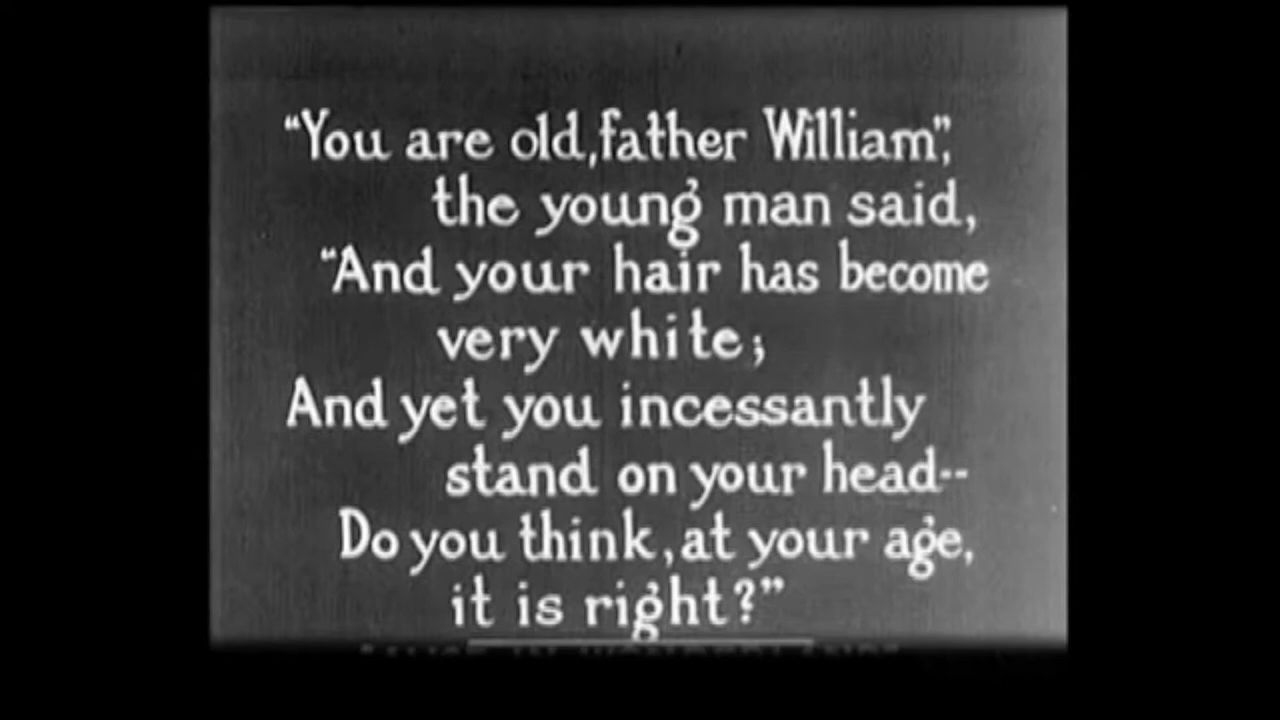 “You are old, father William”,
the young man said,
“And your hair has become
very white;
And yet you incessantly
stand on your head--
Do you think, at your age,
it is right?”